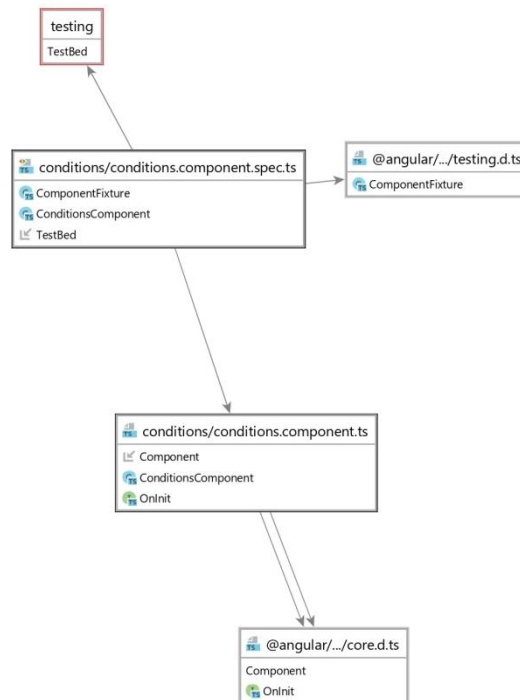 testing
TestBed
conditions/conditions.component.spec.ts
ComponentFixture
ConditionsComponent
TestBed
@angular/.../testing.d.ts
ComponentFixture
conditions/conditions.component.ts
Component
ConditionsComponent
OnInit
@angular/.../core.d.ts
Component
OnInit